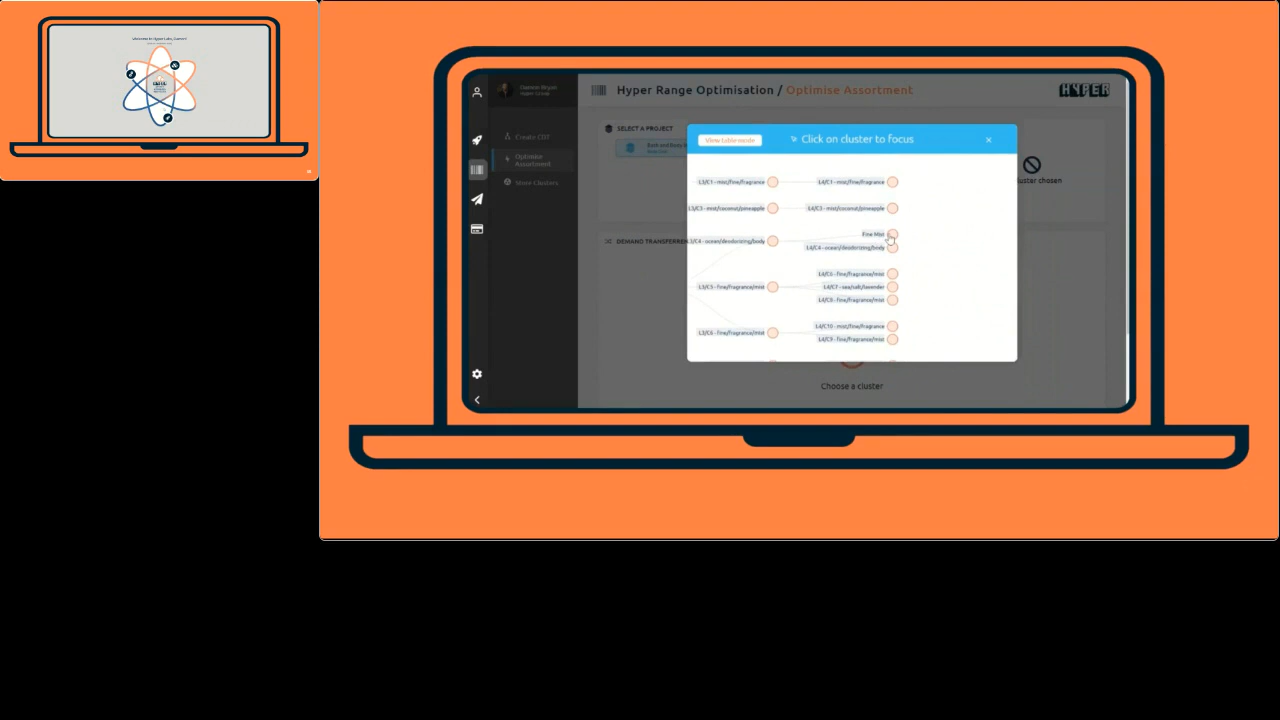 Hyper Range Optimisation / Optimise Assortment
HYPER
Hyper Group
Create CDT
Optimise
Assortment
Store Clusters
SELECT A PROJECT
View table mode
Click on cluster to focus
L3/C1 - mist/fine/fragrance
L4/C1 - mist/fine/fragrance
L3/C3 - mist/coconut/pineapple
L4/C3 - mist/coconut/pineapple
DEMAND TRANSFERREN
L3/C4 - ocean/deodorizing/body
Fine Mist
L4/C4 - ocean/deodorizing/body
L3/C5 - fine/fragrance/mist
L4/C6 - fine/fragrance/mist
L4/C7 - sea/salt/lavender
L4/C8 - fine/fragrance/mist
L3/C6 - fine/fragrance/mist
L4/C10 - mist/fine/fragrance
L4/C9 - fine/fragrance/mist
luster chosen
Choose a cluster